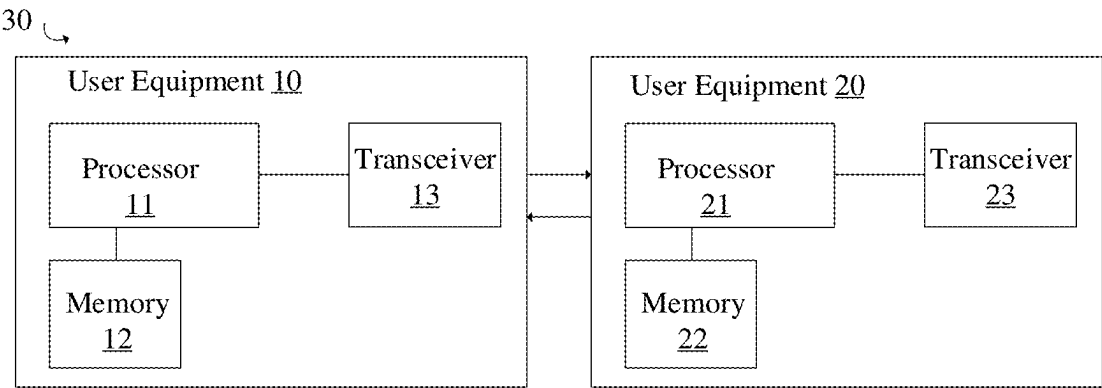 30
User Equipment 10
Processor
11
Transceiver
13
Memory
12
User Equipment 20
Processor
21
Transceiver
23
Memory
22